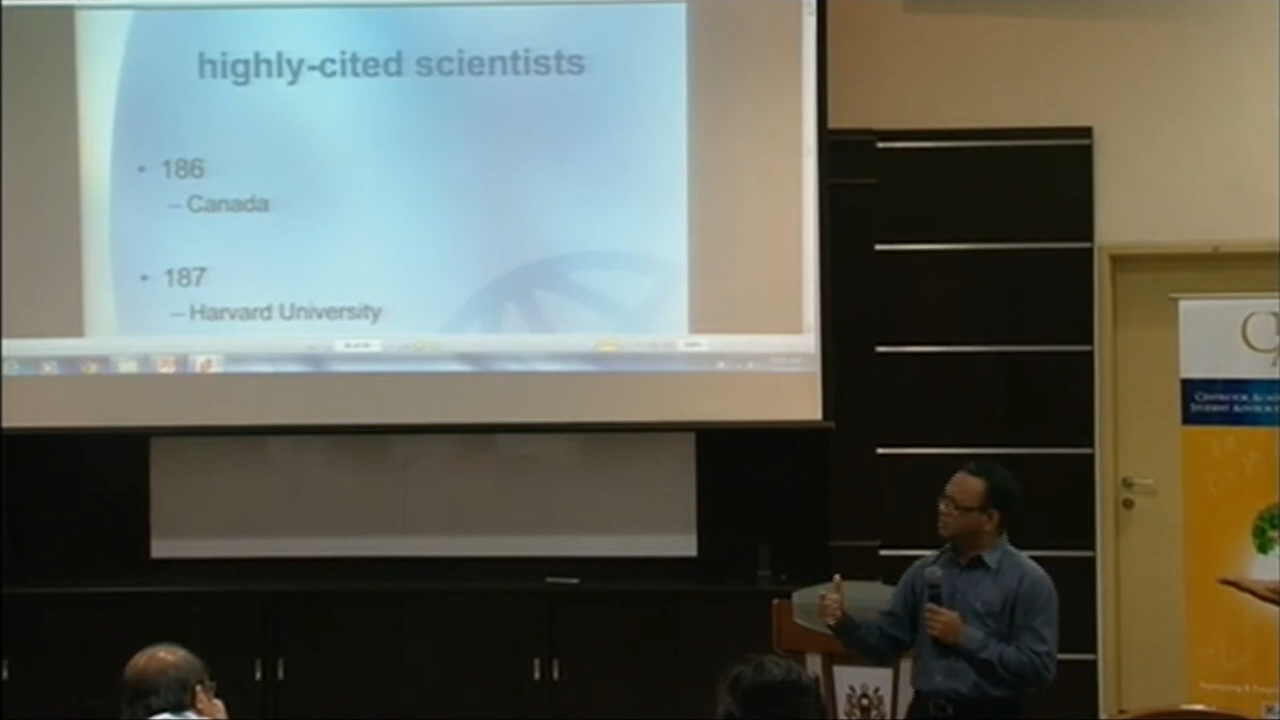 highly-cited scientists
• 186
– Canada
• 187
– Harvard University